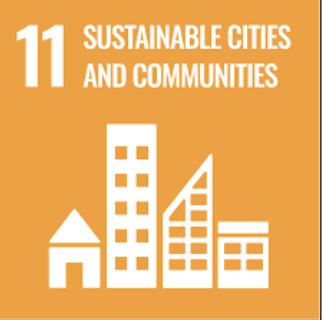 11 SUSTAINABLE CITIES
AND COMMUNITIES